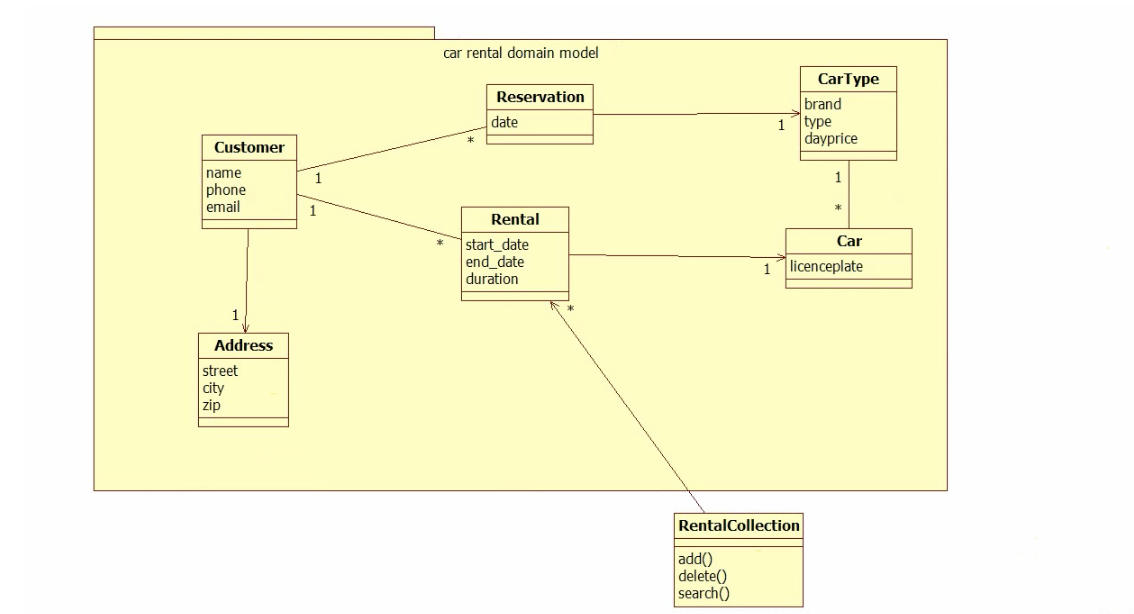 car rental domain model
CarType
brand
type
dayprice
Reservation
date
1
*
Customer
name
phone
email
1
1
1
*
Rental
start_date
end_date
duration
*
Car
licenceplate
1
*
1
Address
street
city
zip
RentalCollection
add()
delete()
search()